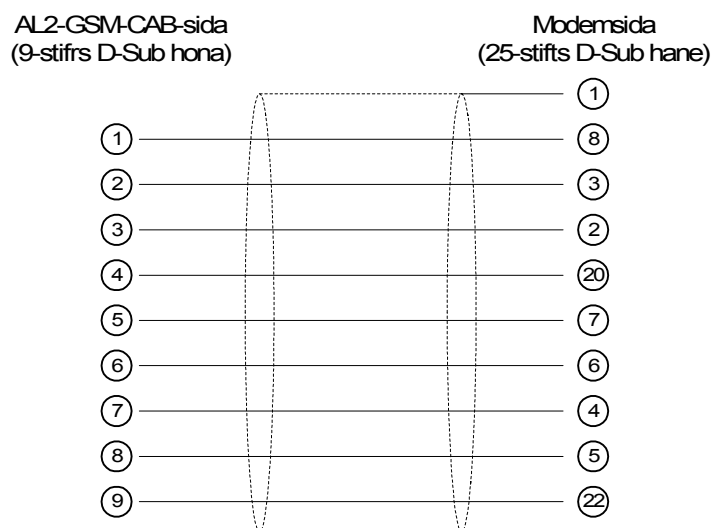 AL2-GSM-CAB-sida
(9-stifrs D-Sub hona)
Modemsida
(25-stifts D-Sub hane)
1
1 8
2 3
3 2
4 20
5 7
6 6
7 4
8 5
9 22